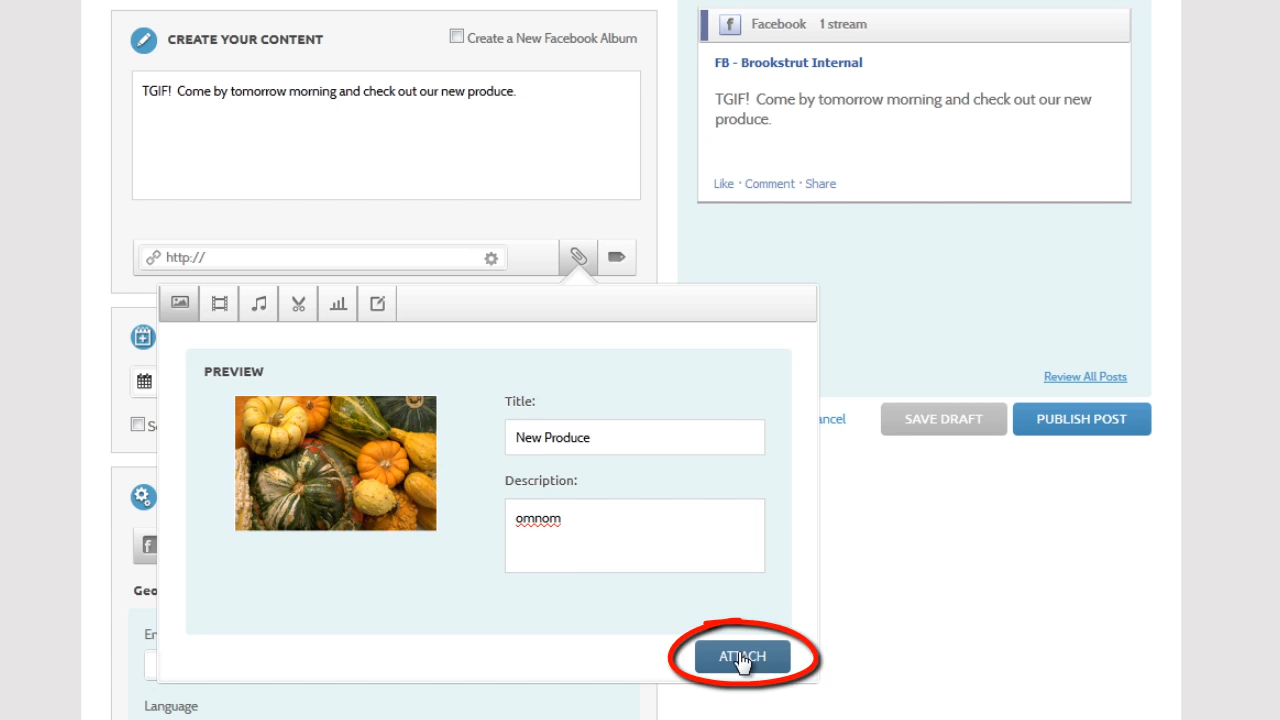 CREATE YOUR CONTENT
Create a New Facebook Album
TGIF! Come by tomorrow morning and check out our new produce.
http://
PREVIEW
Title:
New Produce
Description:
omnom
ATTACH
Geo
Language
Facebook 1 stream
FB - Brookstrut Internal
TGIF! Come by tomorrow morning and check out our new
produce.
Like · Comment · Share
Review All Posts
ancel
SAVE DRAFT
PUBLISH POST